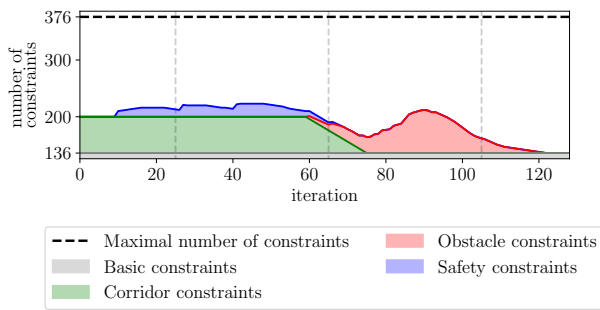 376
300
200
136
number of
constraints
0 20 40 60 80 100 120
iteration
Maximal number of constraints
Basic constraints
Corridor constraints
Obstacle constraints
Safety constraints